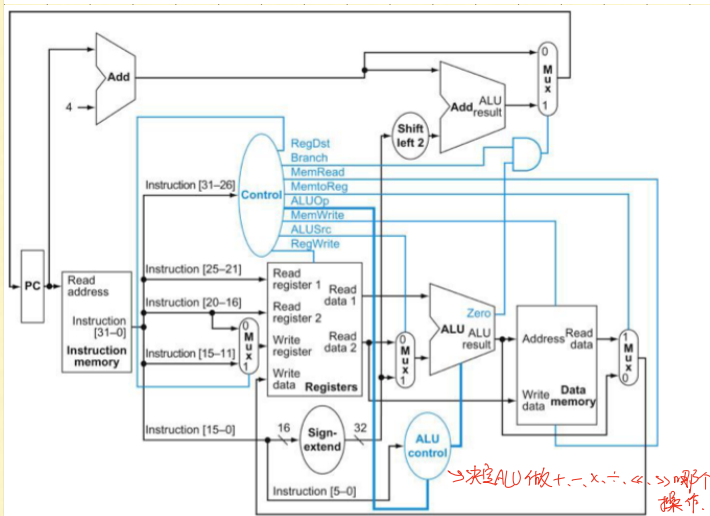 Add
4
Add ALU result
0
M
u
x
1
Shift
left 2
RegDst
Branch
MemRead
MemtoReg
ALUOp
MemWrite
ALUSrc
RegWrite
Control
Instruction [31–26]
Instruction [25–21]
Instruction [20–16]
Instruction [15–11]
Instruction [15–0]
Instruction [5–0]
PC
Read
address
Instruction
[31–0]
Instruction
memory
0
M
u
x
1
Read
register 1
Read
register 2
Write
register
Write
data
Read
data 1
Read
data 2
Registers
0
M
u
x
1
Zero
ALU ALU
result
Address
Read
data
Write
data
Data
memory
1
M
u
x
0
16
Sign-
extend
32
ALU
control
→决定ALU做+.-.×.÷.<<.>>哪个
操作.